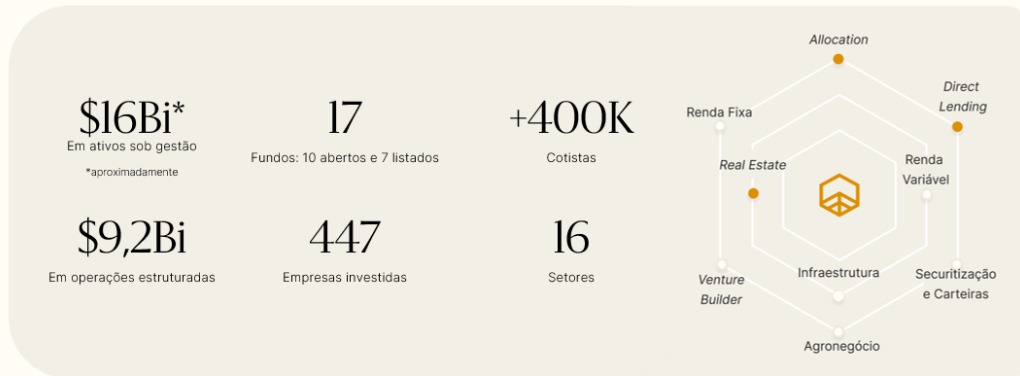 $16Bi*
Em ativos sob gestão
*aproximadamente
17
Fundos: 10 abertos e 7 listados
+400K
Cotistas
$9,2Bi
Em operações estruturadas
447
Empresas investidas
16
Setores
Allocation
Direct
Lending
Renda Fixa
Real Estate
Renda
Variável
Infraestrutura
Venture
Builder
Securitização
e Carteiras
Agronegócio